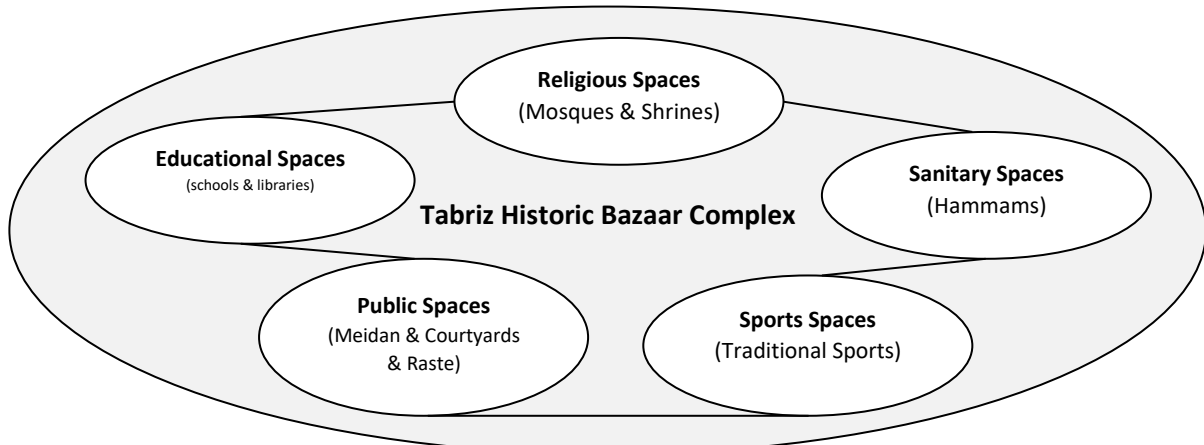 Religious Spaces
(Mosques & Shrines)
Educational Spaces
(schools & libraries)
Sanitary Spaces
(Hammams)
Tabriz Historic Bazaar Complex
Public Spaces
(Meidan & Courtyards
& Raste)
Sports Spaces
(Traditional Sports)